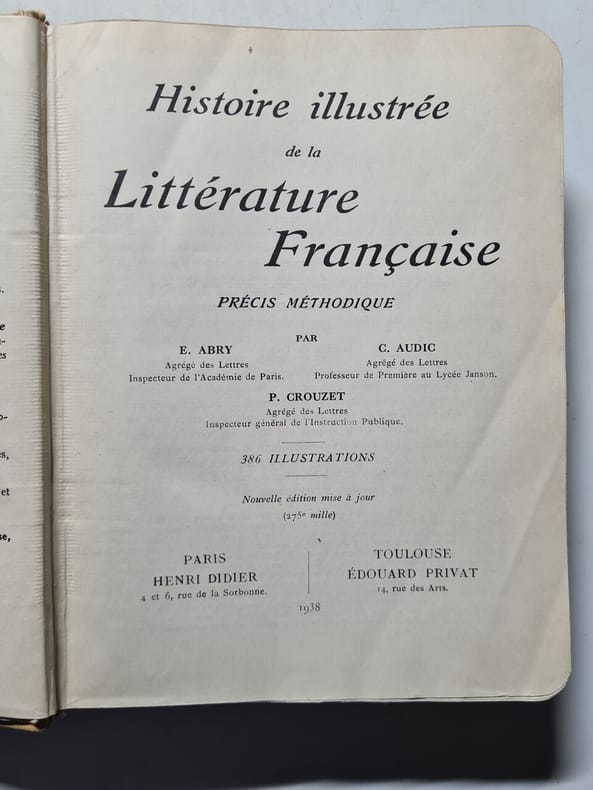 Histoire illustrée
de la
Littérature
Française
PRÉCIS MÉTHODIQUE
PAR
E. ABRY
Agrégé des Lettres
Inspecteur de l'Académie de Paris.
C. AUDIC
Agrégé des Lettres
Professeur de Première au Lycée Janson.
P. CROUZET
Agrégé des Lettres
Inspecteur général de l'Instruction Publique.
386 ILLUSTRATIONS
Nouvelle édition mise à jour
(275e mille)
PARIS
HENRI DIDIER
4 et 6, rue de la Sorbonne.
TOULOUSE
ÉDOUARD PRIVAT
14, rue des Arts.
1938